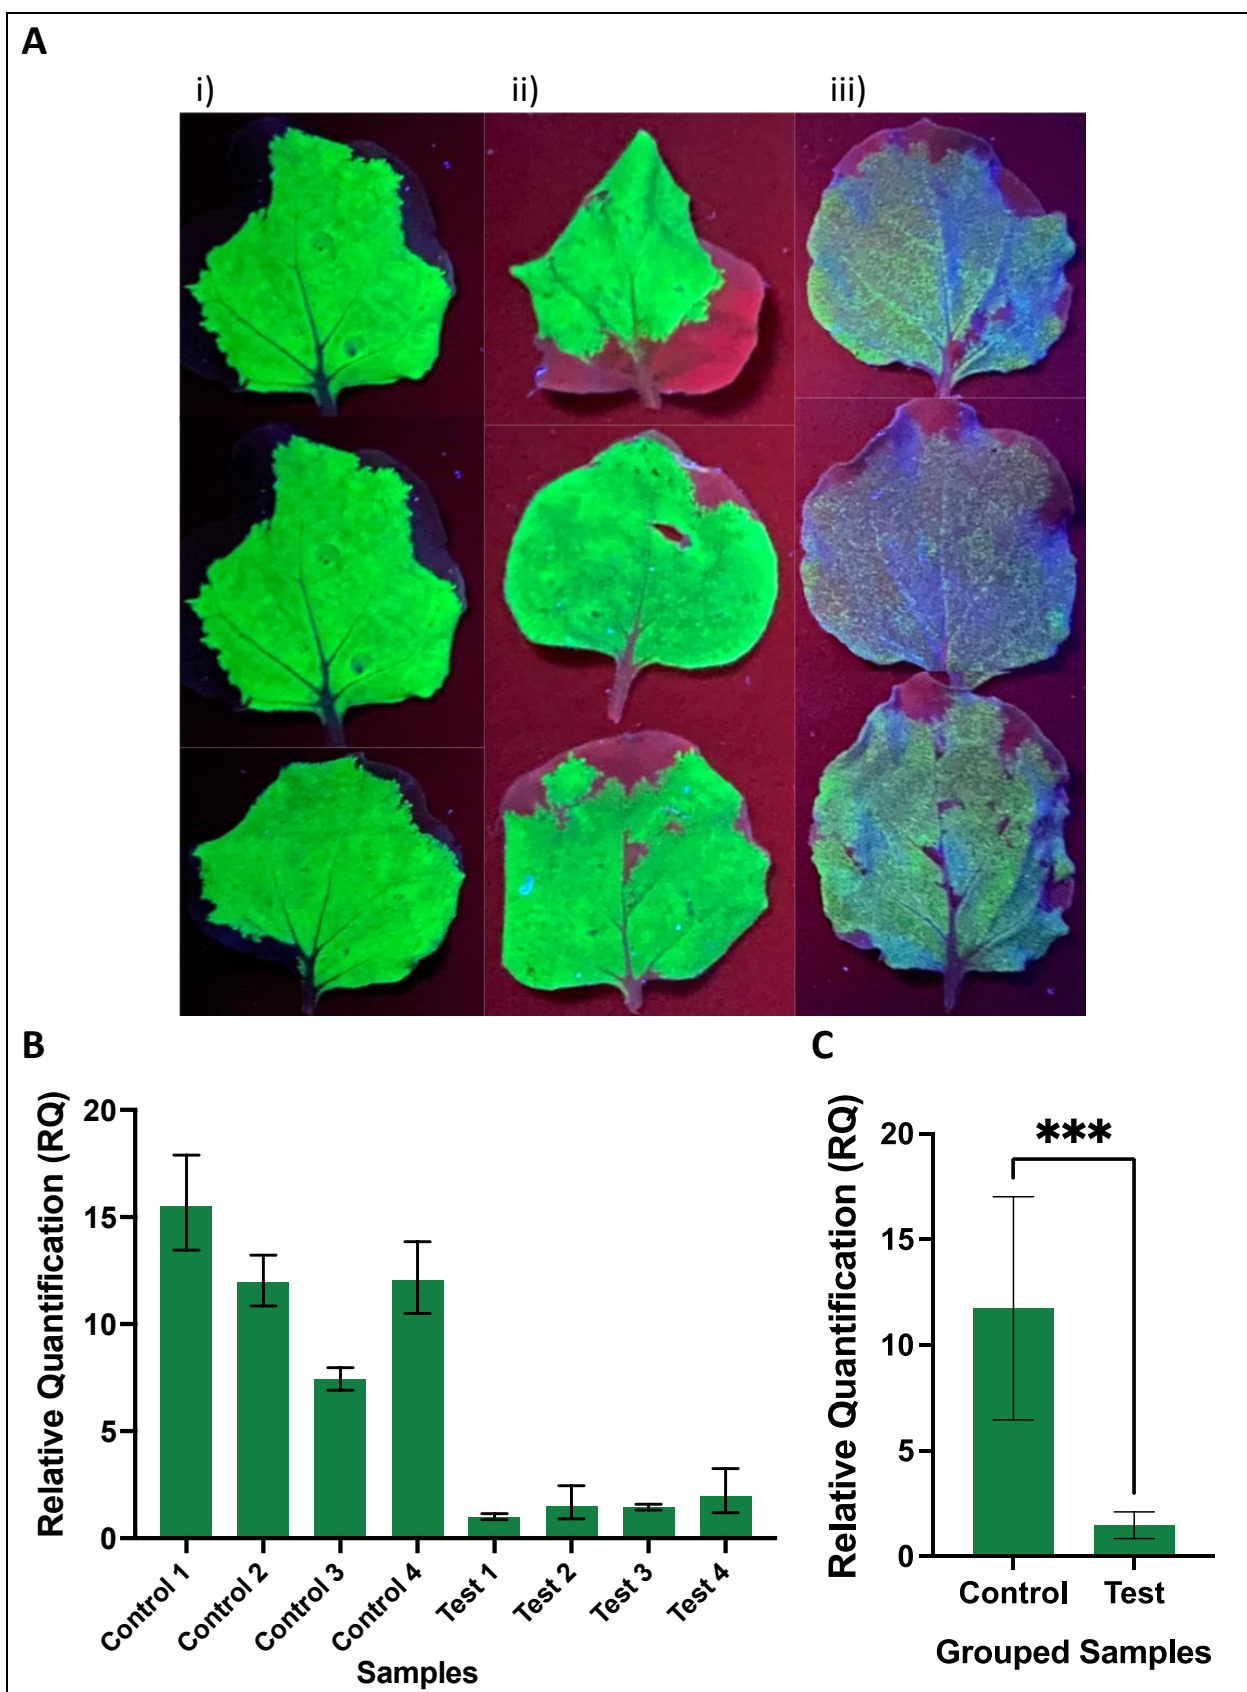 A
i) ii) iii)
B
Relative Quantification (RQ)
20
15
10
5
0
Control 1
Control 2
Control 3
Control 4
Test 1
Test 2
Test 3
Test 4
Samples
C
Relative Quantification (RQ)
20
15
10
5
0
***
Control
Test
Grouped Samples